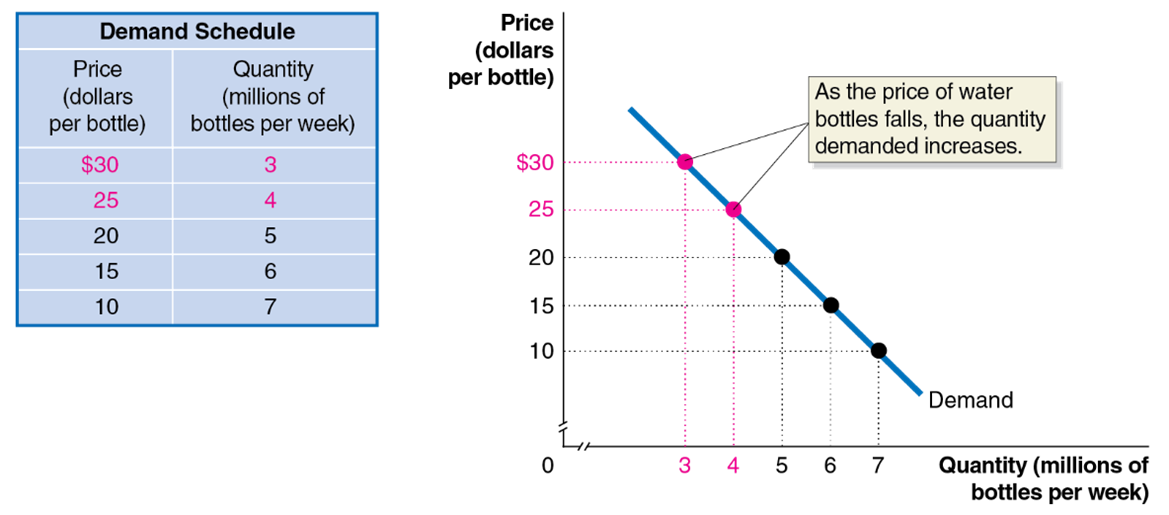 Demand Schedule
Price
(dollars
per bottle)
Quantity
(millions of
bottles per week)
$30 3
25 4
20 5
15 6
10 7
Price
(dollars
per bottle)
As the price of water
bottles falls, the quantity
demanded increases.
$30
25
20
15
10
Demand
0 3 4 5 6 7
Quantity (millions of
bottles per week)